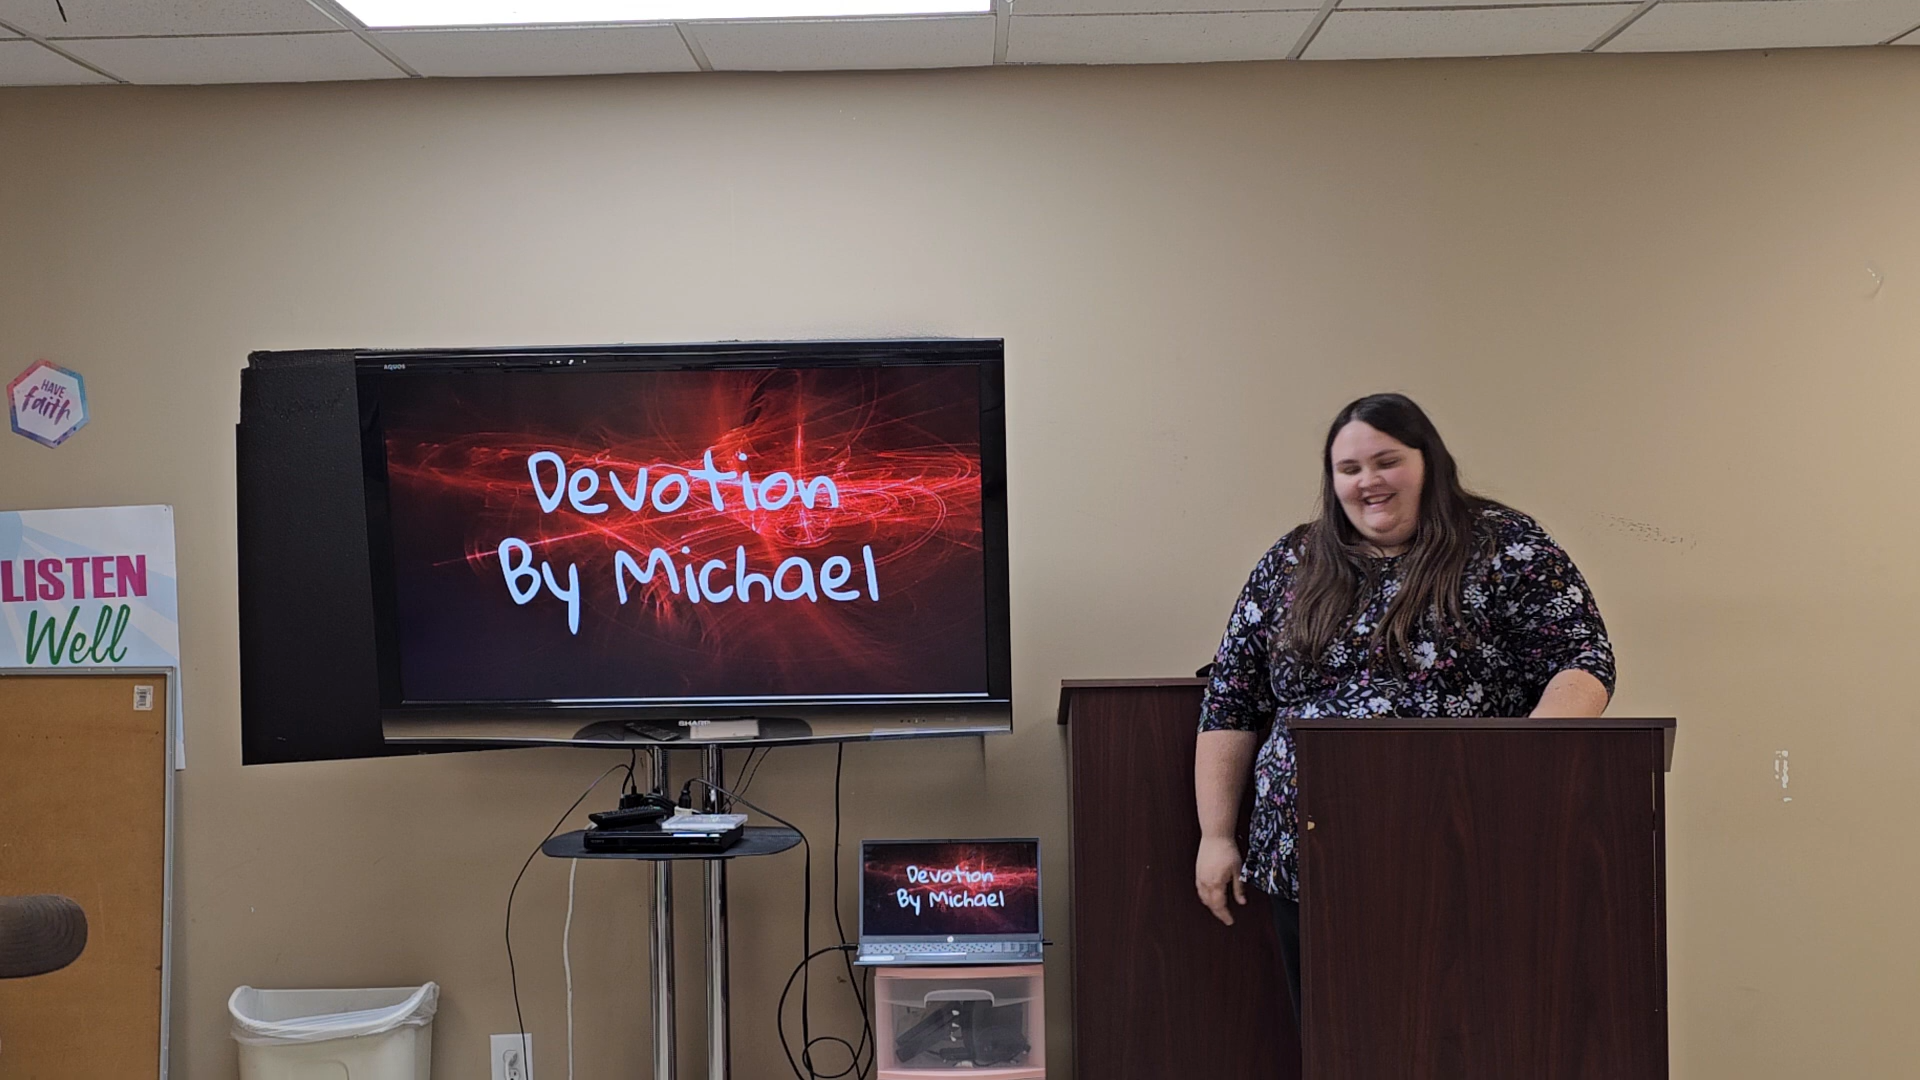 HAVE
faith
LISTEN
Well
AQUOS
Devotion
By Michael
SHARP
Devotion
By Michael